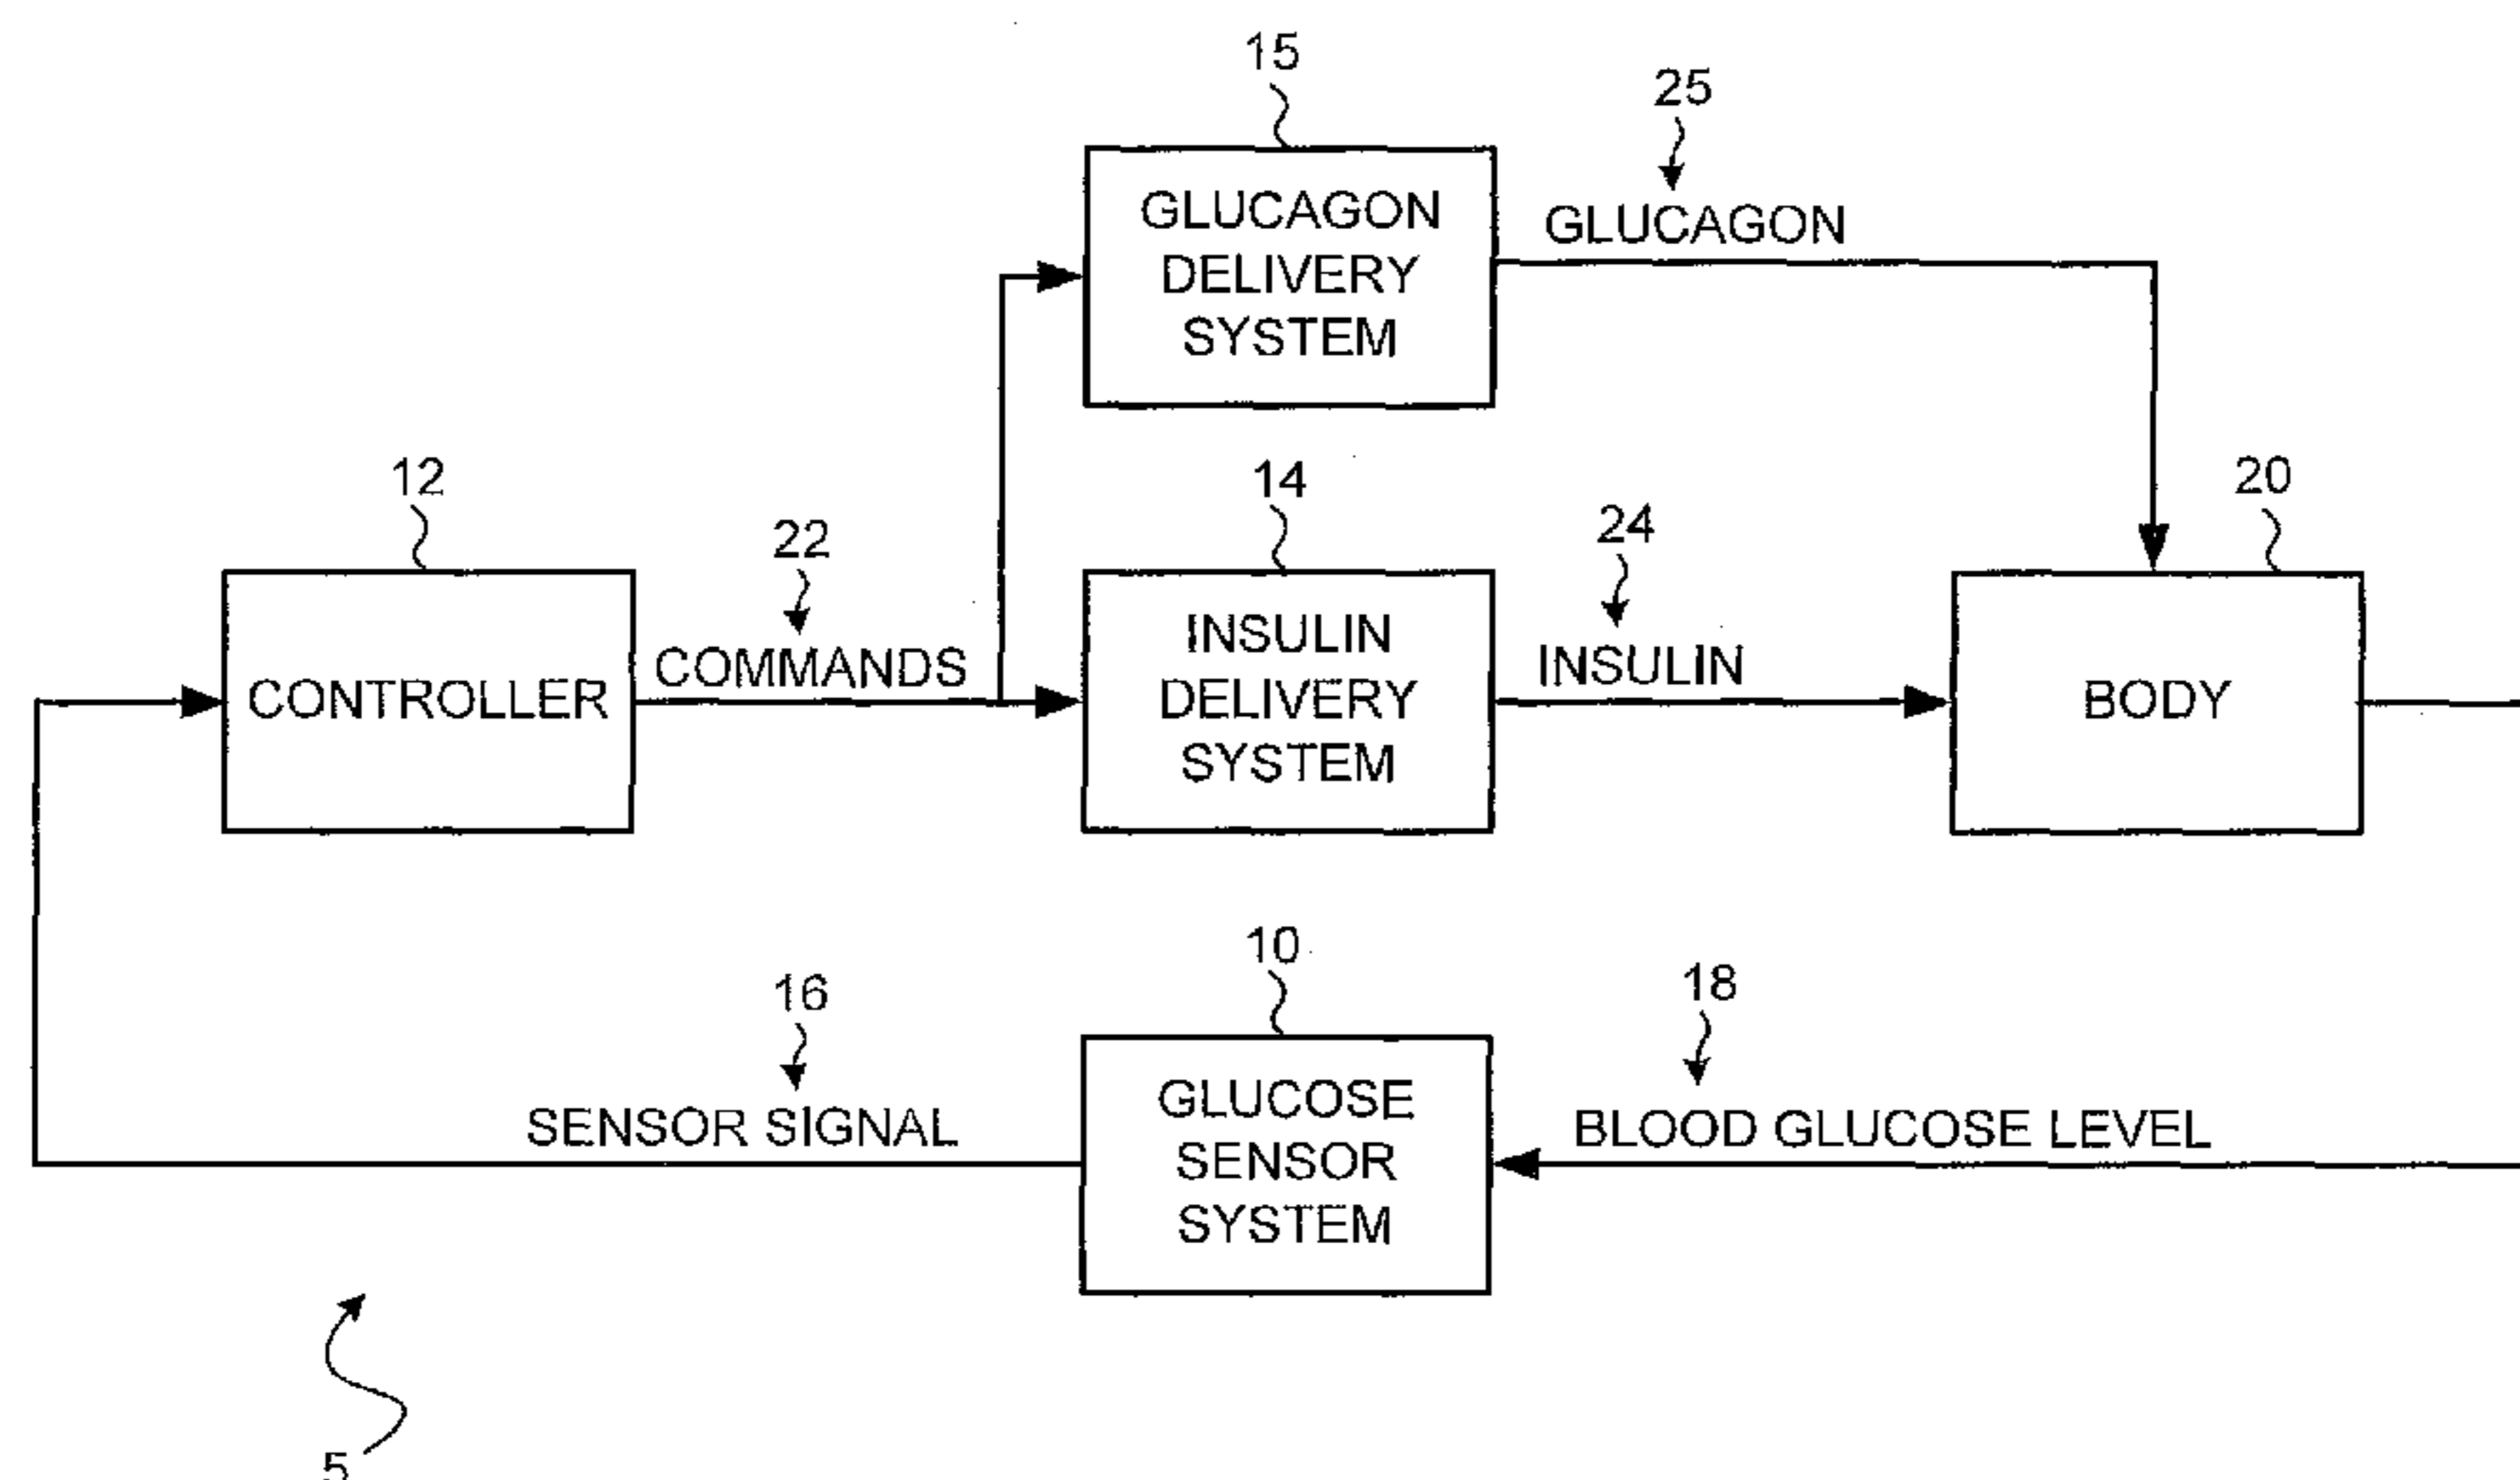 15
25
GLUCAGON
DELIVERY
SYSTEM
GLUCAGON
12
22
14
24
20
CONTROLLER
COMMANDS
INSULIN
DELIVERY
SYSTEM
INSULIN
BODY
16
10
18
SENSOR SIGNAL
GLUCOSE
SENSOR
SYSTEM
BLOOD GLUCOSE LEVEL
5